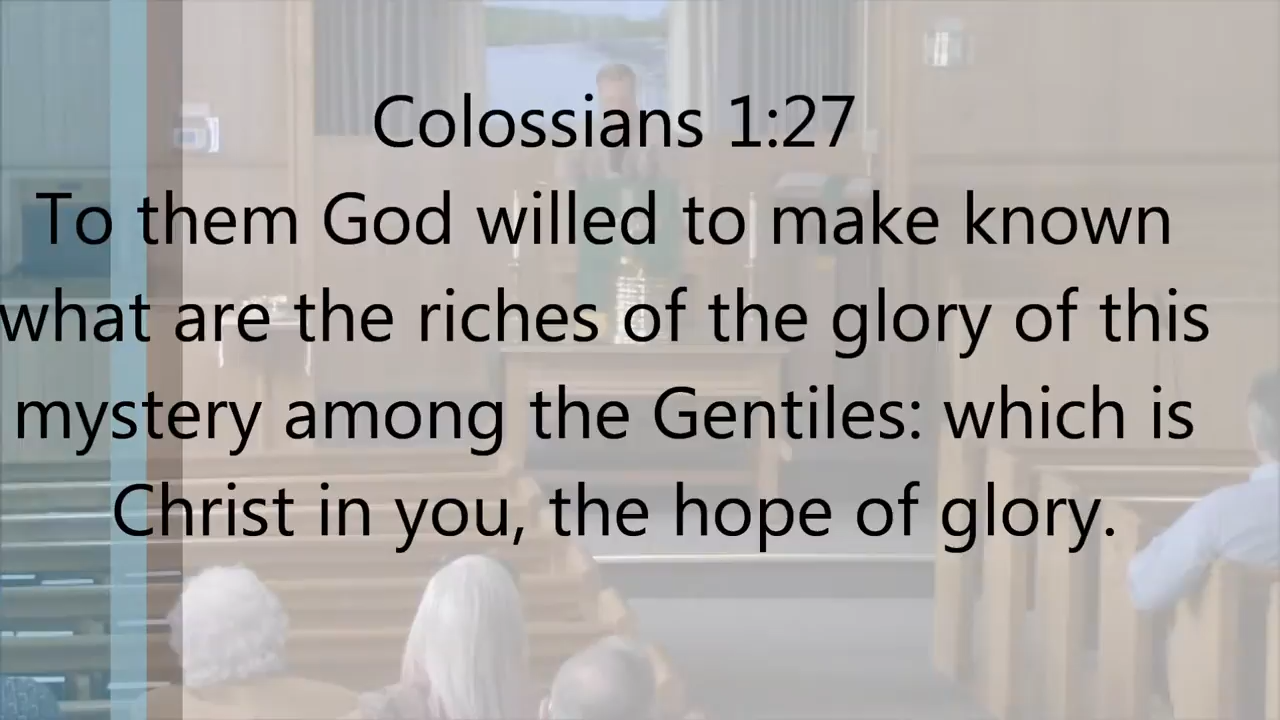 Colossians 1:27
To them God willed to make known
what are the riches of the glory of this
mystery among the Gentiles: which is
Christ in you, the hope of glory.